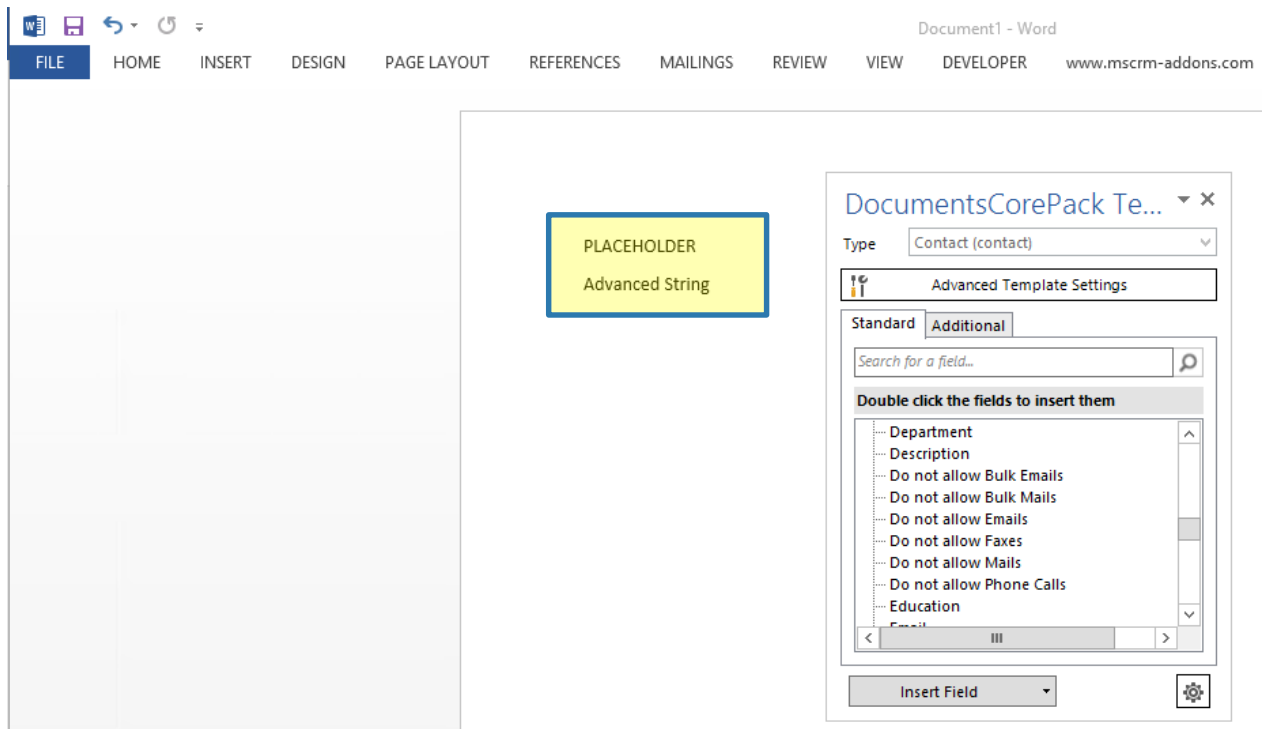 Document1 - Word
FILE HOME INSERT DESIGN PAGE LAYOUT REFERENCES MAILINGS REVIEW VIEW DEVELOPER www.mscrm-addons.com
PLACEHOLDER
Advanced String
DocumentsCorePack Te...
Type Contact (contact)
Advanced Template Settings
Standard Additional
Search for a field...
Double click the fields to insert them
Department
Description
Do not allow Bulk Emails
Do not allow Bulk Mails
Do not allow Emails
Do not allow Faxes
Do not allow Mails
Do not allow Phone Calls
Education
Email
Insert Field